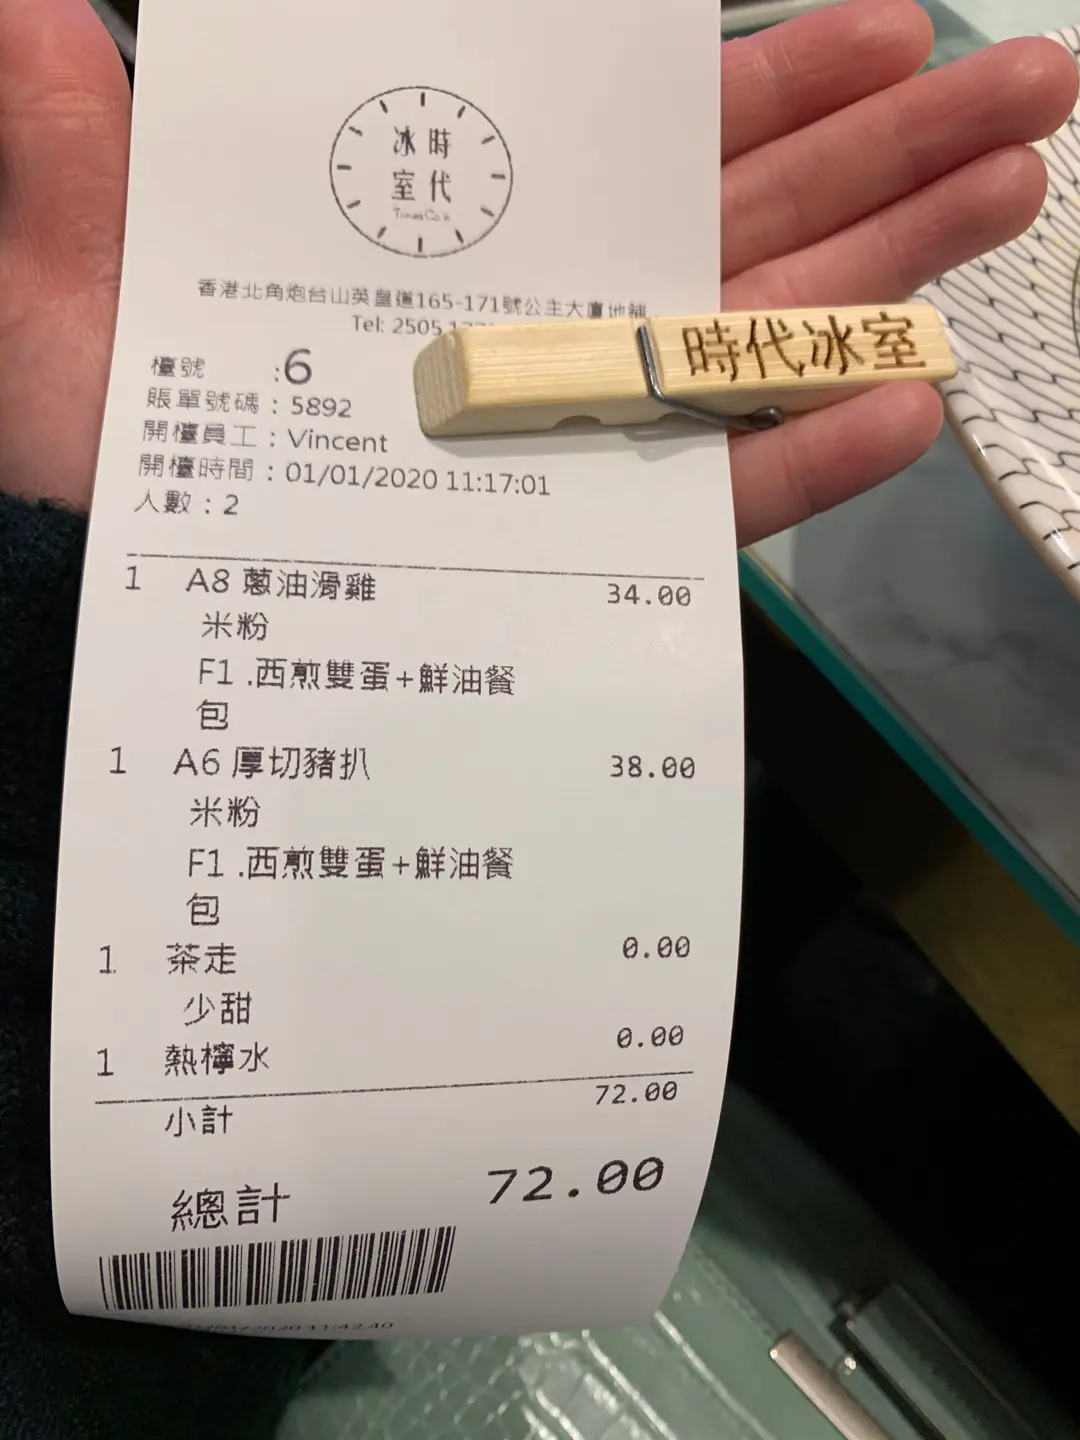 時代
冰室
Times Café
香港北角炮台山英皇道165-171號公主大廈地舖
Tel: 2505
時代冰室
檯號 :6
賬單號碼 : 5892
開檯員工 : Vincent
開檯時間 : 01/01/2020 11:17:01
人數 : 2
1 A8 蔥油滑雞 34.00
米粉
F1 .西煎雙蛋+鮮油餐
包
1 A6 厚切豬扒 38.00
米粉
F1 .西煎雙蛋+鮮油餐
包
1 茶走 0.00
少甜
1 熱檸水 0.00
小計 72.00
總計 72.00
01/01/2020 11:42:40